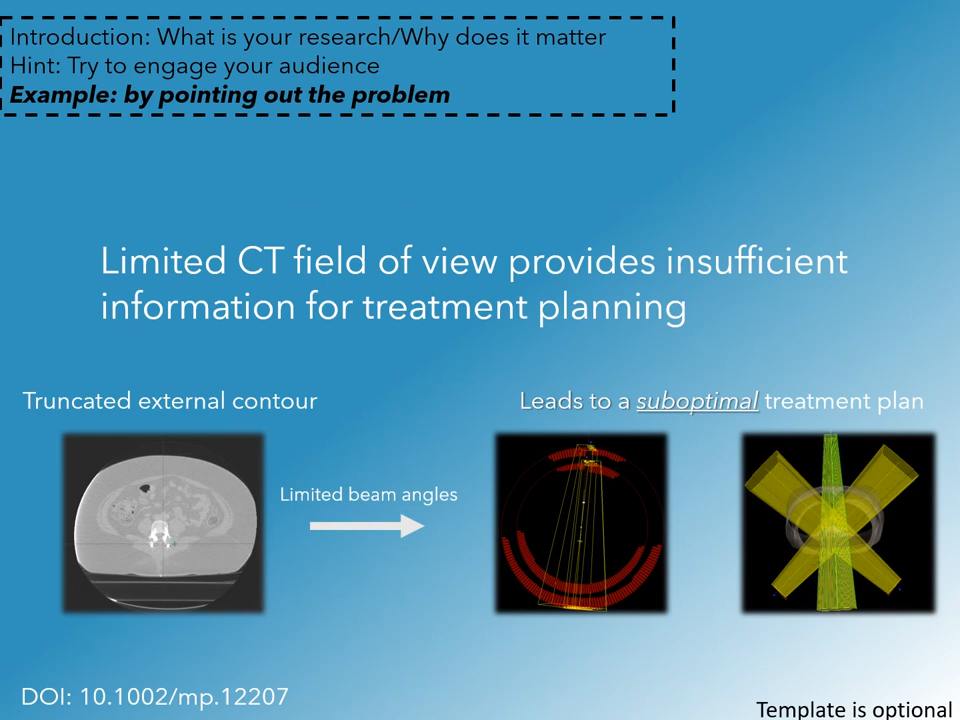 Introduction: What is your research/Why does it matter
Hint: Try to engage your audience
Example: by pointing out the problem
Limited CT field of view provides insufficient
information for treatment planning
Truncated external contour
Leads to a suboptimal treatment plan
Limited beam angles
DOI: 10.1002/mp.12207
Template is optional